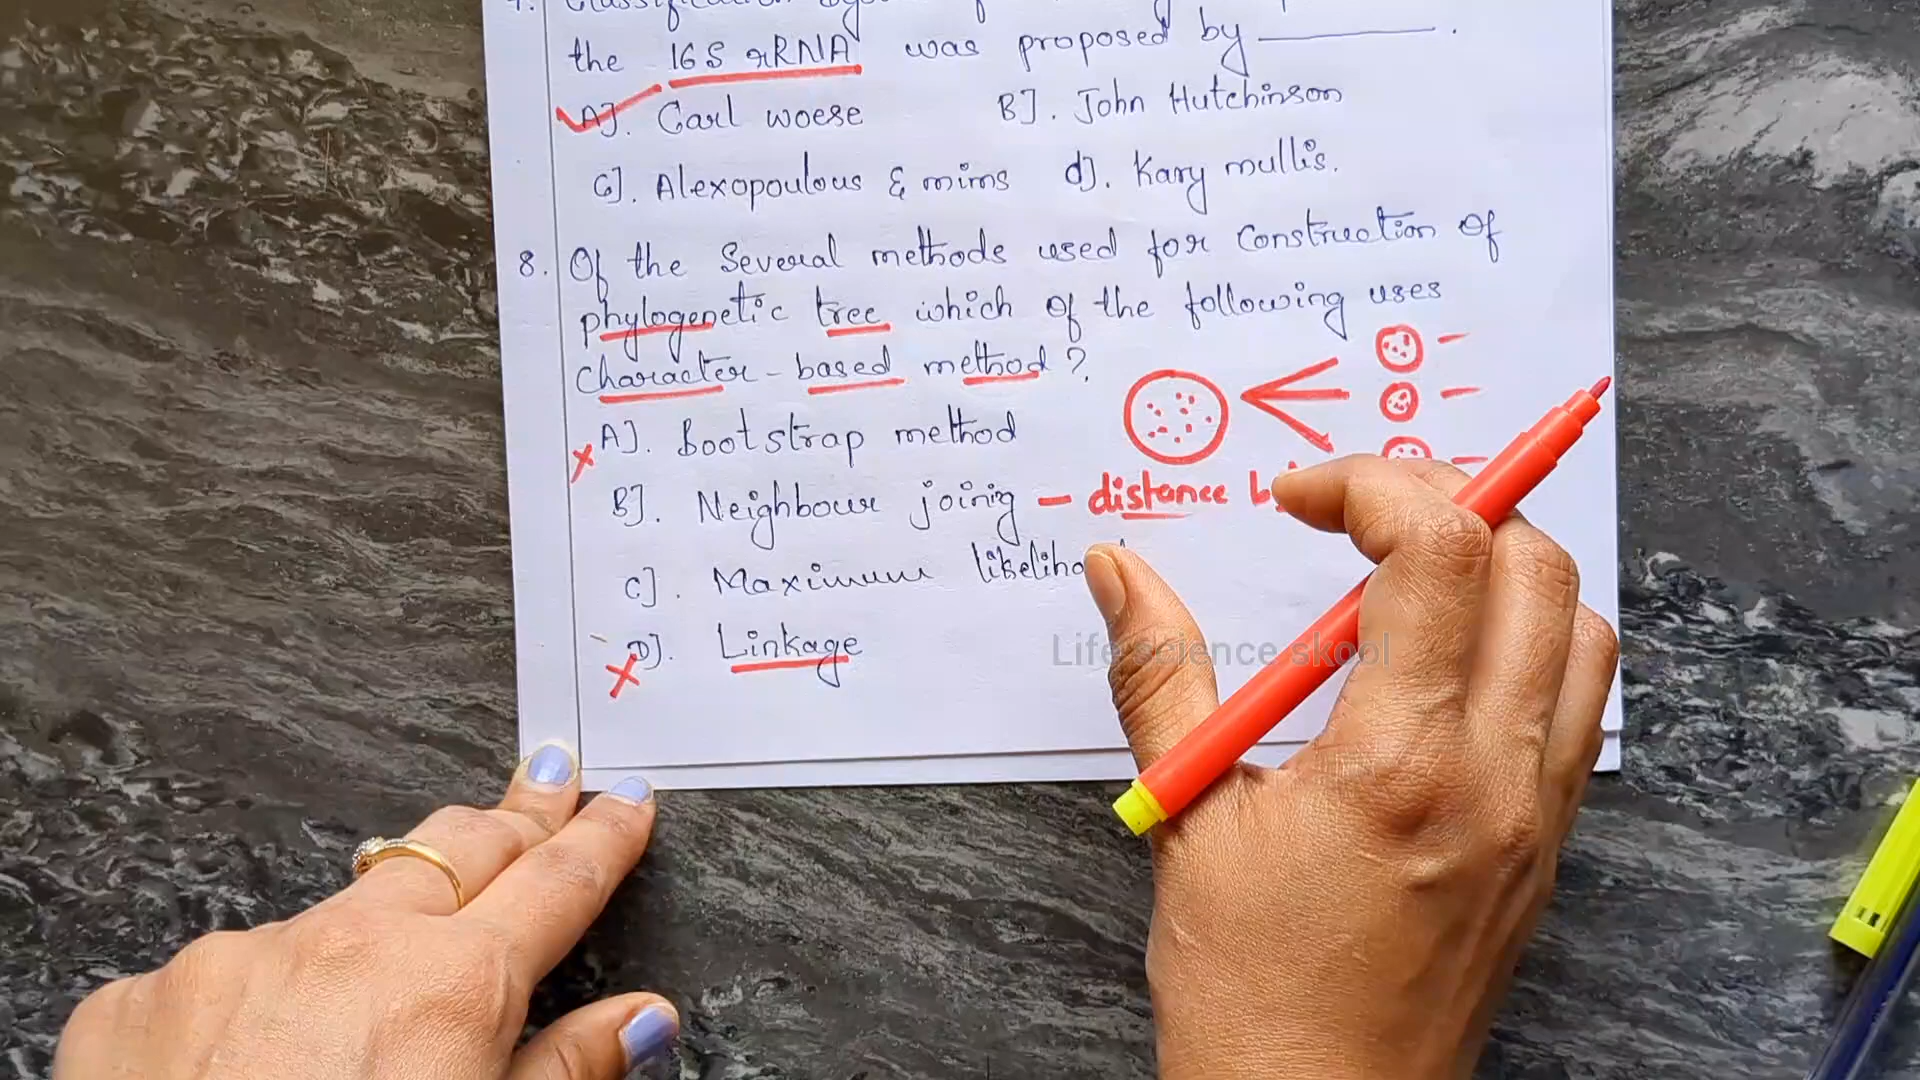 the 16S rRNA was proposed by ________.
A]. Carl woese B]. John Hutchinson
C]. Alexopoulous & mims d]. Kary mullis.
8. Of the Several methods used for Construction of
phylogenetic tree which of the following uses
Character-based method?
A]. Bootstrap method
B]. Neighbour joinig - distance
C]. Maximum
D]. Linkage
Life science skool